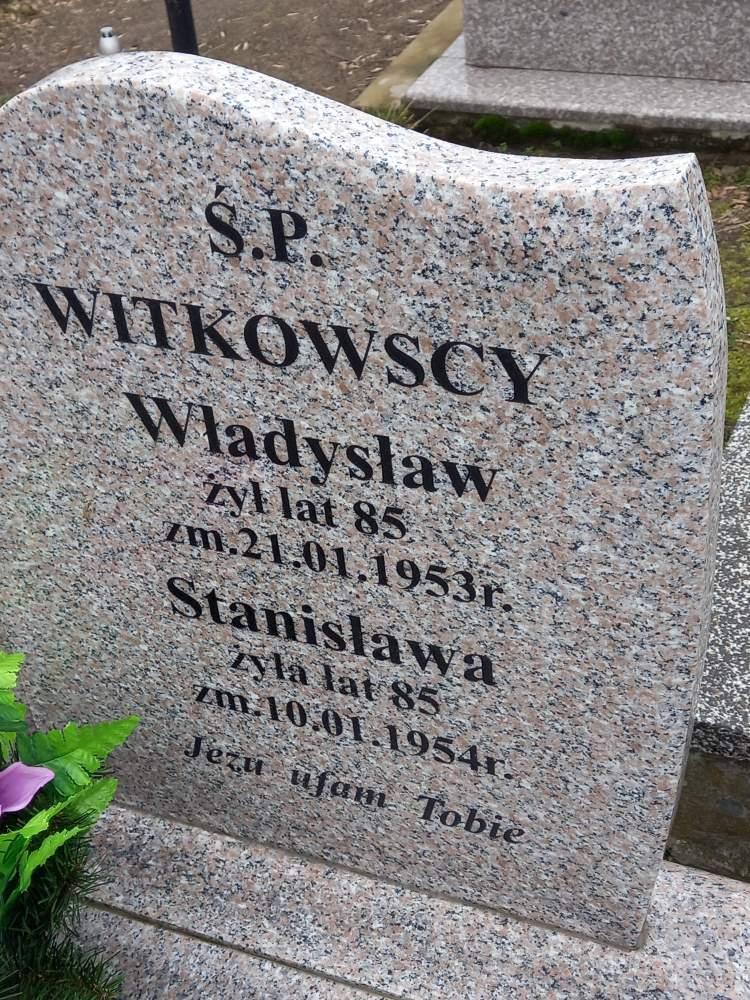 Ś.P.
WITKOWSCY
Władysław
żył lat 85
zm.21.01.1953r.
Stanisława
żyła lat 85
zm.10.01.1954r.
Jezu ufam Tobie